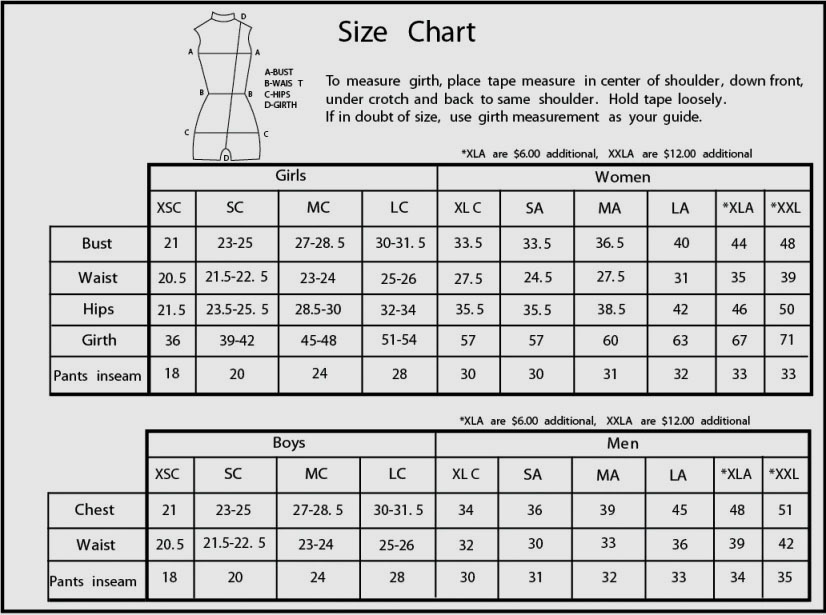 Size Chart
D
A A
A-BUST
B-WAIS T
C-HIPS
D-GIRTH
B B
C C
D
To measure girth, place tape measure in center of shoulder, down front,
under crotch and back to same shoulder. Hold tape loosely.
If in doubt of size, use girth measurement as your guide.
*XLA are $6.00 additional, XXLA are $12.00 additional
Girls Women
XSC SC MC LC XL C SA MA LA *XLA *XXL
Bust 21 23-25 27-28. 5 30-31. 5 33.5 33.5 36.5 40 44 48
Waist 20.5 21.5-22. 5 23-24 25-26 27.5 24.5 27.5 31 35 39
Hips 21.5 23.5-25. 5 28.5-30 32-34 35.5 35.5 38.5 42 46 50
Girth 36 39-42 45-48 51-54 57 57 60 63 67 71
Pants inseam 18 20 24 28 30 30 31 32 33 33
*XLA are $6.00 additional, XXLA are $12.00 additional
Boys Men
XSC SC MC LC XL C SA MA LA *XLA *XXL
Chest 21 23-25 27-28. 5 30-31. 5 34 36 39 45 48 51
Waist 20.5 21.5-22. 5 23-24 25-26 32 30 33 36 39 42
Pants inseam 18 20 24 28 30 31 32 33 34 35